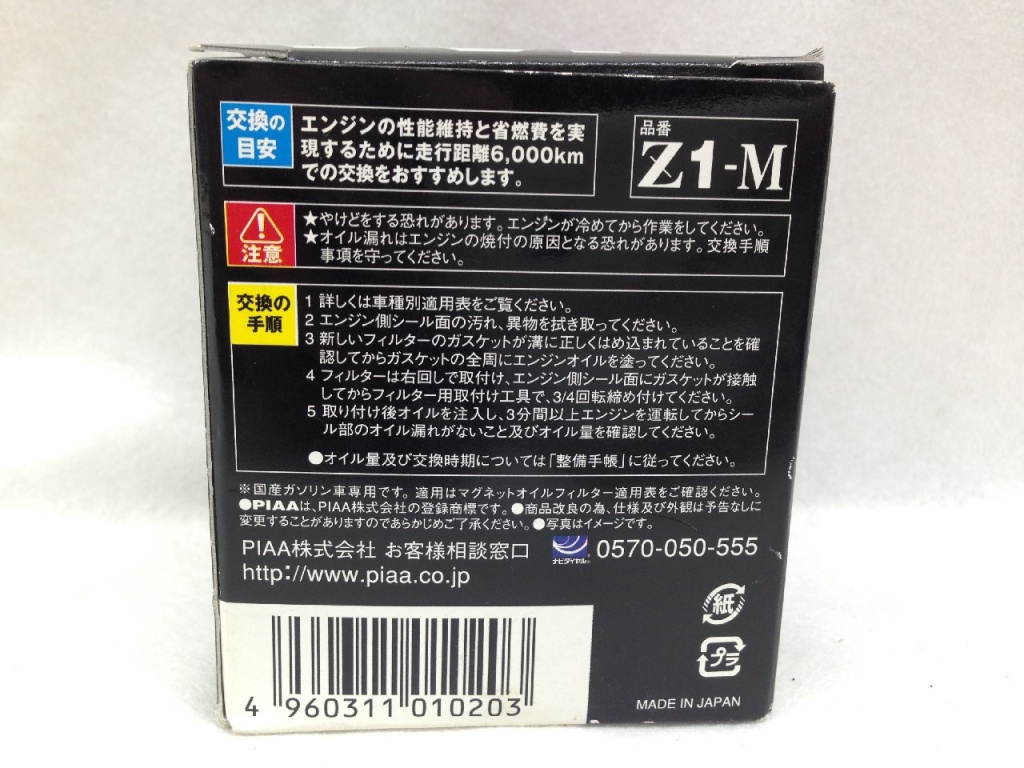 交換の
目安
エンジンの性能維持と省燃費を実
現するために走行距離6,000km
での交換をおすすめします。
品番
Z1-M
注意
★やけどをする恐れがあります。エンジンが冷めてから作業をしてください。
★オイル漏れはエンジンの焼付の原因となる恐れがあります。交換手順
事項を守ってください。
交換の
手順
1 詳しくは車種別適用表をご覧ください。
2 エンジン側シール面の汚れ、異物を拭き取ってください。
3 新しいフィルターのガスケットが溝に正しくはめ込まれていることを確
認してからガスケットの全周にエンジンオイルを塗ってください。
4 フィルターは右回しで取付け、エンジン側シール面にガスケットが接触
してからフィルター用取付け工具で、3/4回転締め付けてください。
5 取り付け後オイルを注入し、3分間以上エンジンを運転してからシー
ル部のオイル漏れがないこと及びオイル量を確認してください。
●オイル量及び交換時期については「整備手帳」に従ってください。
※国産ガソリン車専用です。適用はマグネットオイルフィルター適用表をご確認ください。
●PIAAは、PIAA株式会社の登録商標です。●商品改良の為、仕様及び外観は予告なしに
変更することがありますのであらかじめご了承ください。●写真はイメージです。
PIAA株式会社 お客様相談窓口 ナビダイヤル 0570-050-555
http://www.piaa.co.jp
紙
プラ
4 960311 010203
MADE IN JAPAN